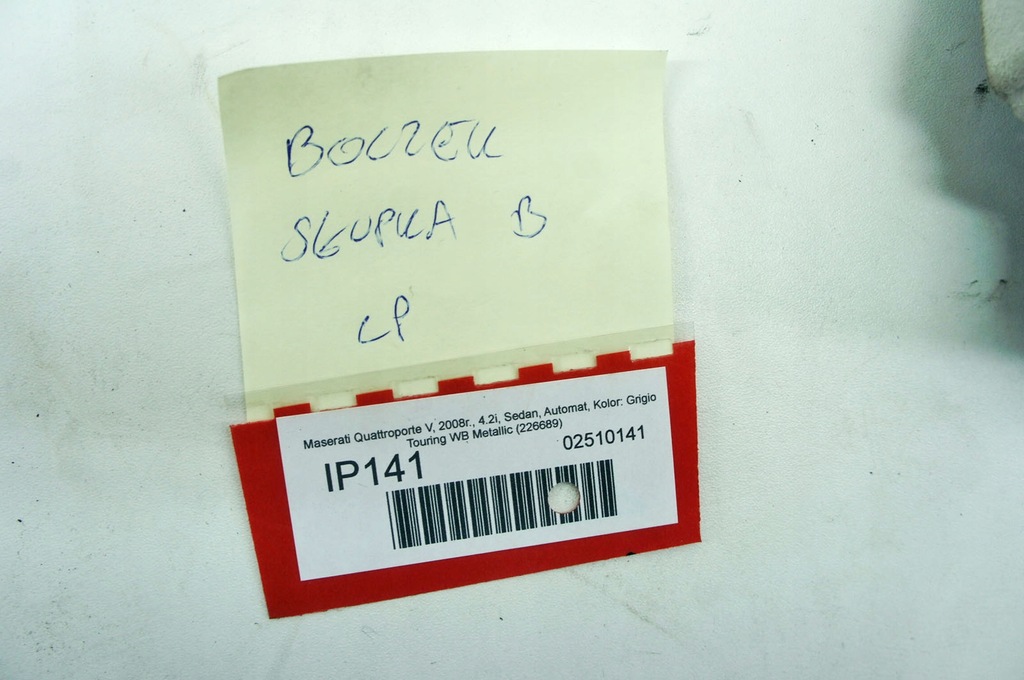 BOCZEK
SŁUPKA B
LP
Maserati Quattroporte V, 2008r., 4.2i, Sedan, Automat, Kolor: Grigio
Touring WB Metallic (226689)
IP141
02510141